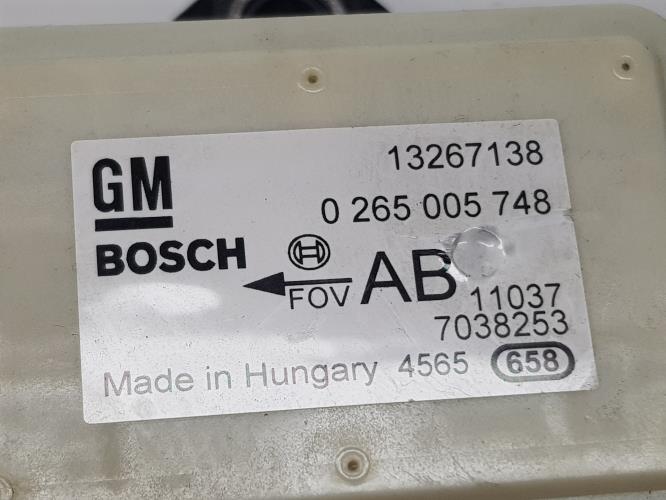 GM 13267138
0 265 005 748
BOSCH AB
FOV 11037
7038253
Made in Hungary 4565 658